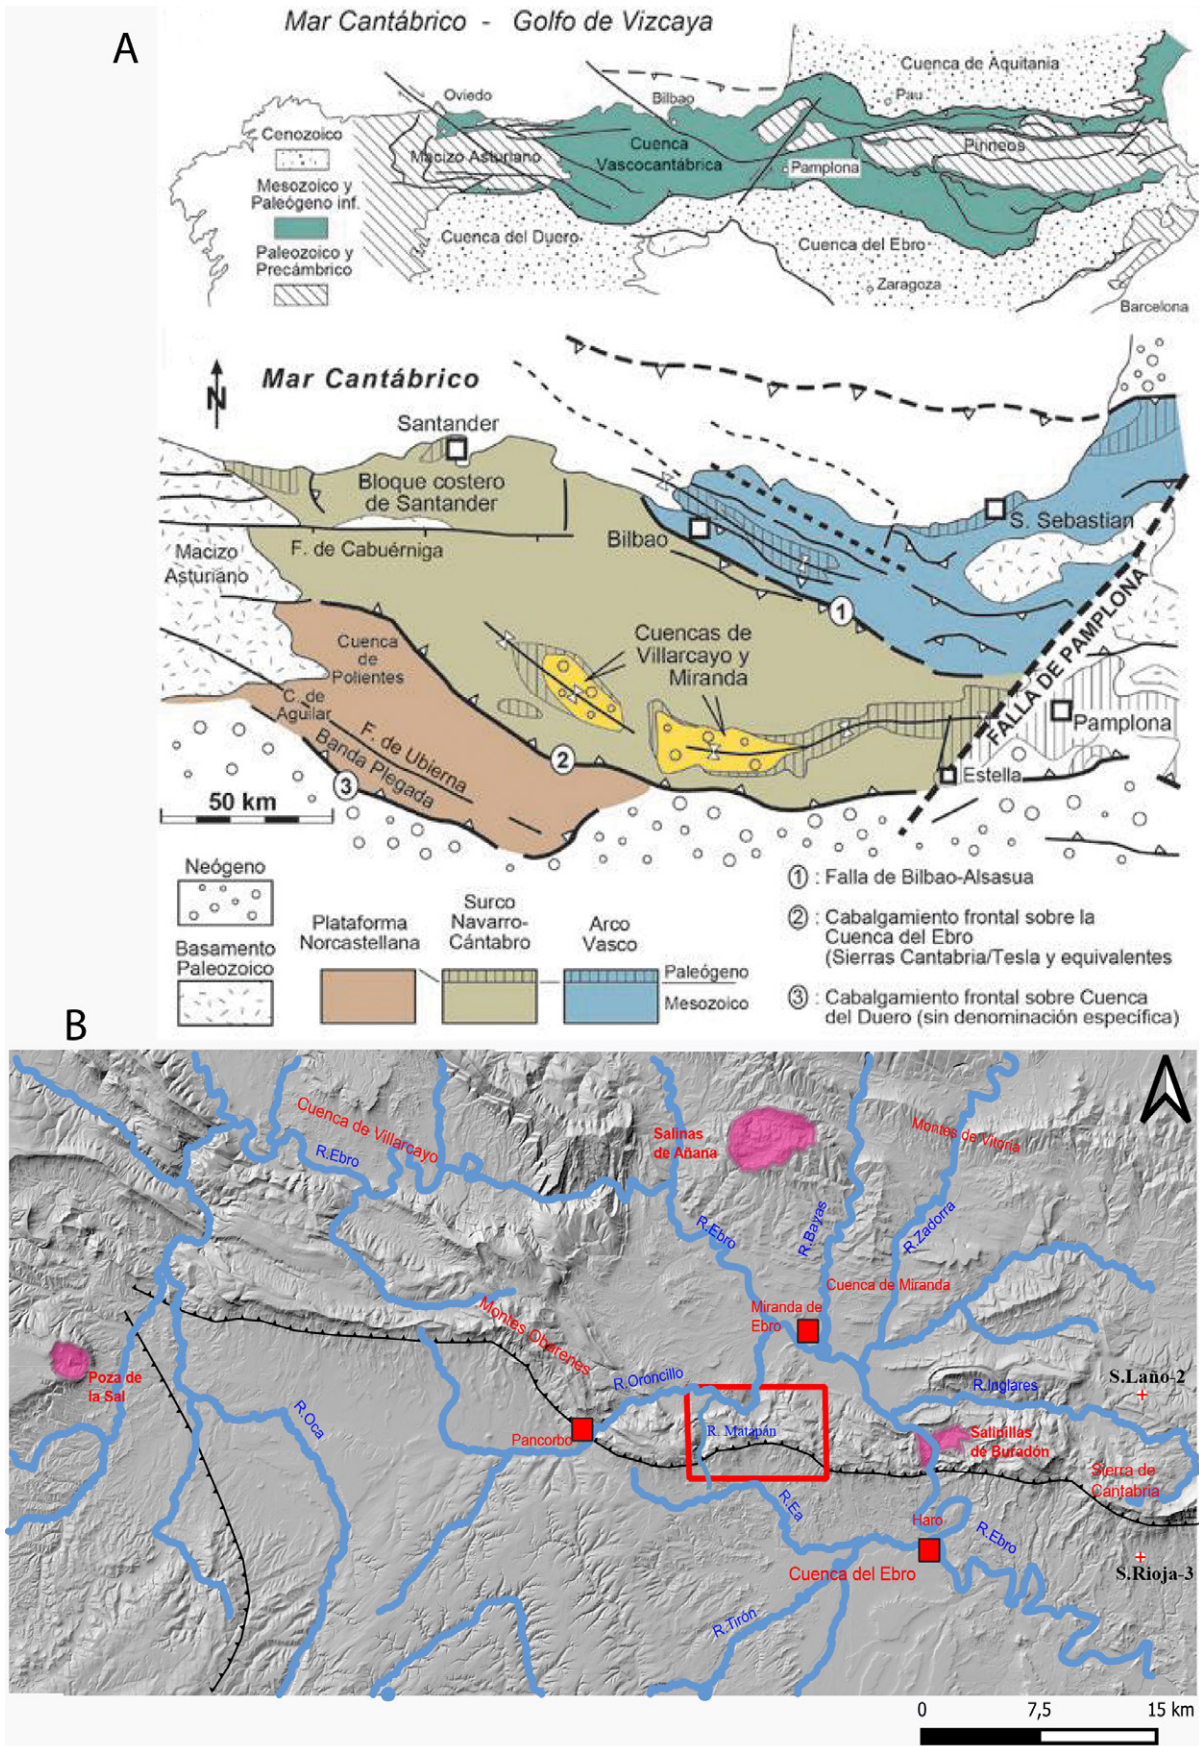 A
Mar Cantábrico - Golfo de Vizcaya
Cuenca de Aquitania
Oviedo
Bilbao
Pau
Cenozoico
Macizo Asturiano
Cuenca
Vascocantábrica
Pirineos
Pamplona
Mesozoico y
Paleógeno inf.
Cuenca del Duero
Cuenca del Ebro
Paleozoico y
Precámbrico
Zaragoza
Barcelona
N
Mar Cantábrico
Santander
Bloque costero
de Santander
S. Sebastian
Bilbao
F. de Cabuérniga
Macizo
Asturiano
1
Cuenca
de
Polientes
Cuencas de
Villarcayo y
Miranda
FALLA DE PAMPLONA
C. de
Aguilar
F. de Ubierna
Banda Plegada
Pamplona
2
3
Estella
50 km
Neógeno
Basamento
Paleozoico
Plataforma
Norcastellana
Surco
Navarro-
Cántabro
Arco
Vasco
Paleógeno
Mesozoico
1 : Falla de Bilbao-Alsasua
2 : Cabalgamiento frontal sobre la
Cuenca del Ebro
(Sierras Cantabria/Tesla y equivalentes
3 : Cabalgamiento frontal sobre Cuenca
del Duero (sin denominación específica)
B
Cuenca de Villarcayo
R.Ebro
Salinas
de Añana
Montes de Vitoria
R.Ebro
R.Bayas
R.Zadorra
Cuenca de Miranda
Miranda de
Ebro
Montes Obarenes
Poza de
la Sal
R.Oroncillo
R.Inglares
S.Laño-2
R.Oca
Pancorbo
R. Matapán
Salinillas
de Buradón
Sierra de
Cantabria
R.Ea
Haro
R.Ebro
Cuenca del Ebro
S.Rioja-3
R.Tirón
0 7,5 15 km